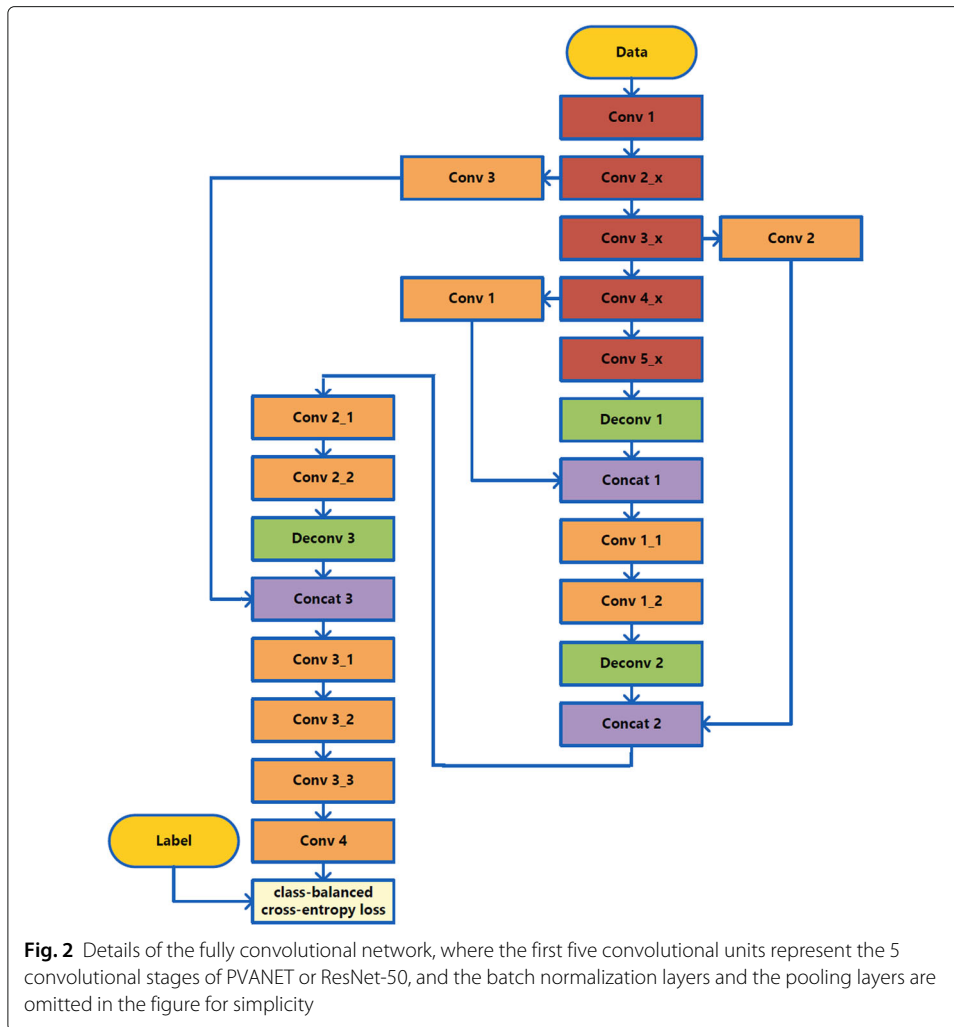 Data
Conv 1
Conv 3
Conv 2_x
Conv 3_x
Conv 2
Conv 1
Conv 4_x
Conv 5_x
Conv 2_1
Deconv 1
Conv 2_2
Concat 1
Deconv 3
Conv 1_1
Concat 3
Conv 1_2
Conv 3_1
Deconv 2
Conv 3_2
Concat 2
Conv 3_3
Label
Conv 4
class-balanced
cross-entropy loss
Fig. 2 Details of the fully convolutional network, where the first five convolutional units represent the 5
convolutional stages of PVANET or ResNet-50, and the batch normalization layers and the pooling layers are
omitted in the figure for simplicity